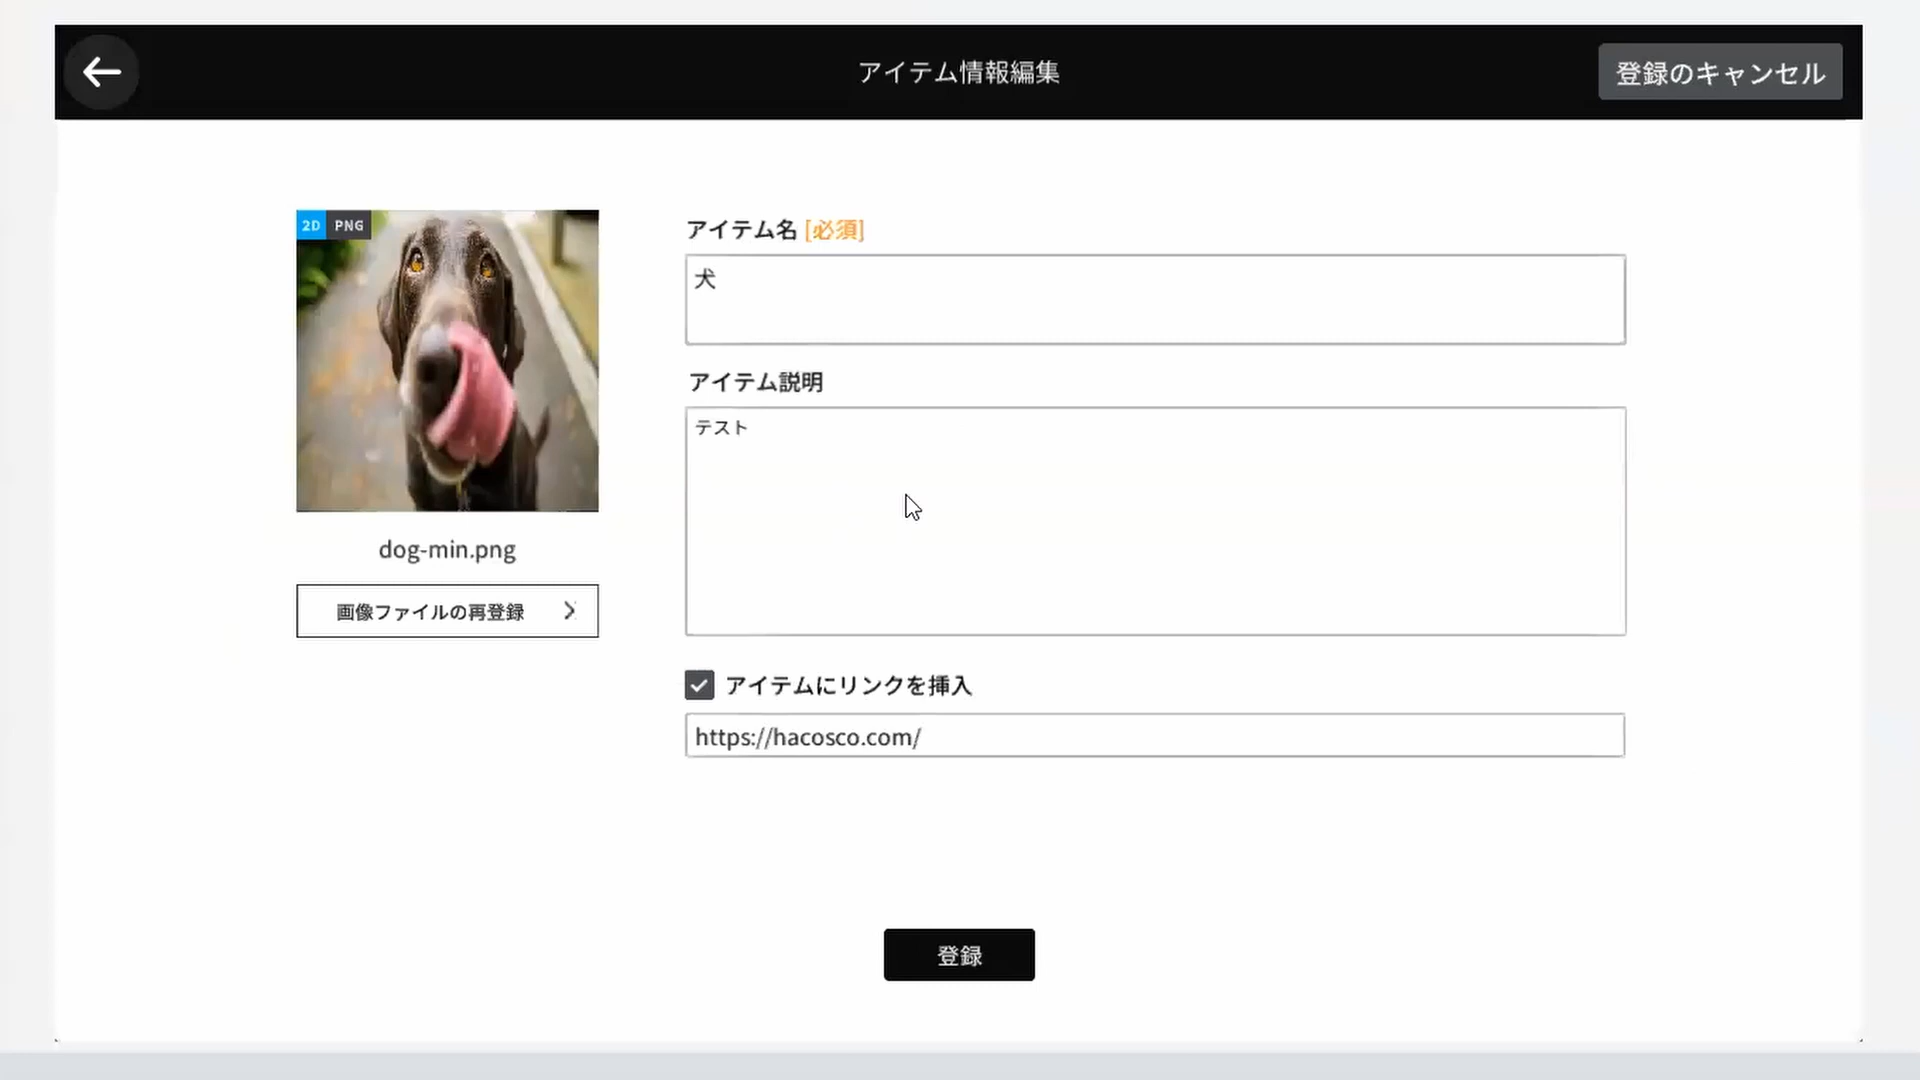 アイテム情報編集
登録のキャンセル
2D PNG
dog-min.png
画像ファイルの再登録
アイテム名 [必須]
犬
アイテム説明
テスト
アイテムにリンクを挿入
https://hacosco.com/
登録